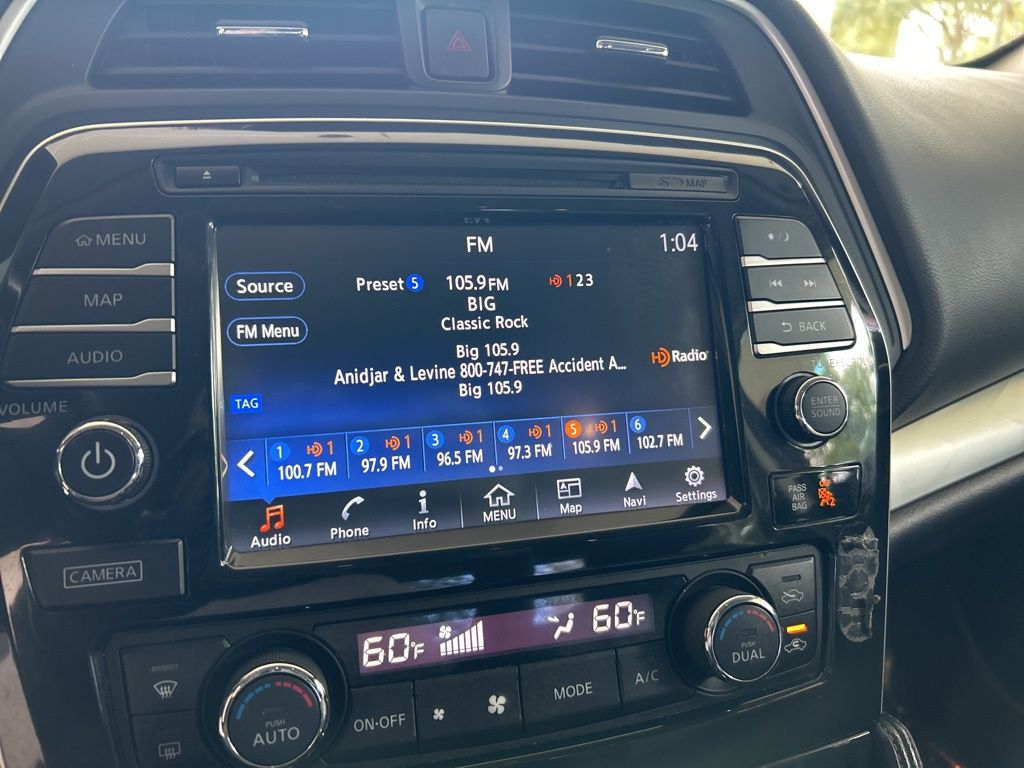 SD MAP
MENU
MAP
AUDIO
VOLUME
FM
1:04
Source
Preset 5
105.9 FM
HD 1 2 3
BIG
FM Menu
Classic Rock
Big 105.9
Anidjar & Levine 800-747-FREE Accident A...
Big 105.9
HD Radio
TAG
1 HD 1
100.7 FM
2 HD 1
97.9 FM
3 HD 1
96.5 FM
4 HD 1
97.3 FM
5 HD 1
105.9 FM
6
102.7 FM
Audio
Phone
Info
MENU
Map
Navi
Settings
BACK
ENTER
SOUND
PASS
AIR
BAG
OFF
2
CAMERA
60°F
60°F
PUSH
AUTO
ON·OFF
MODE
A/C
PUSH
DUAL